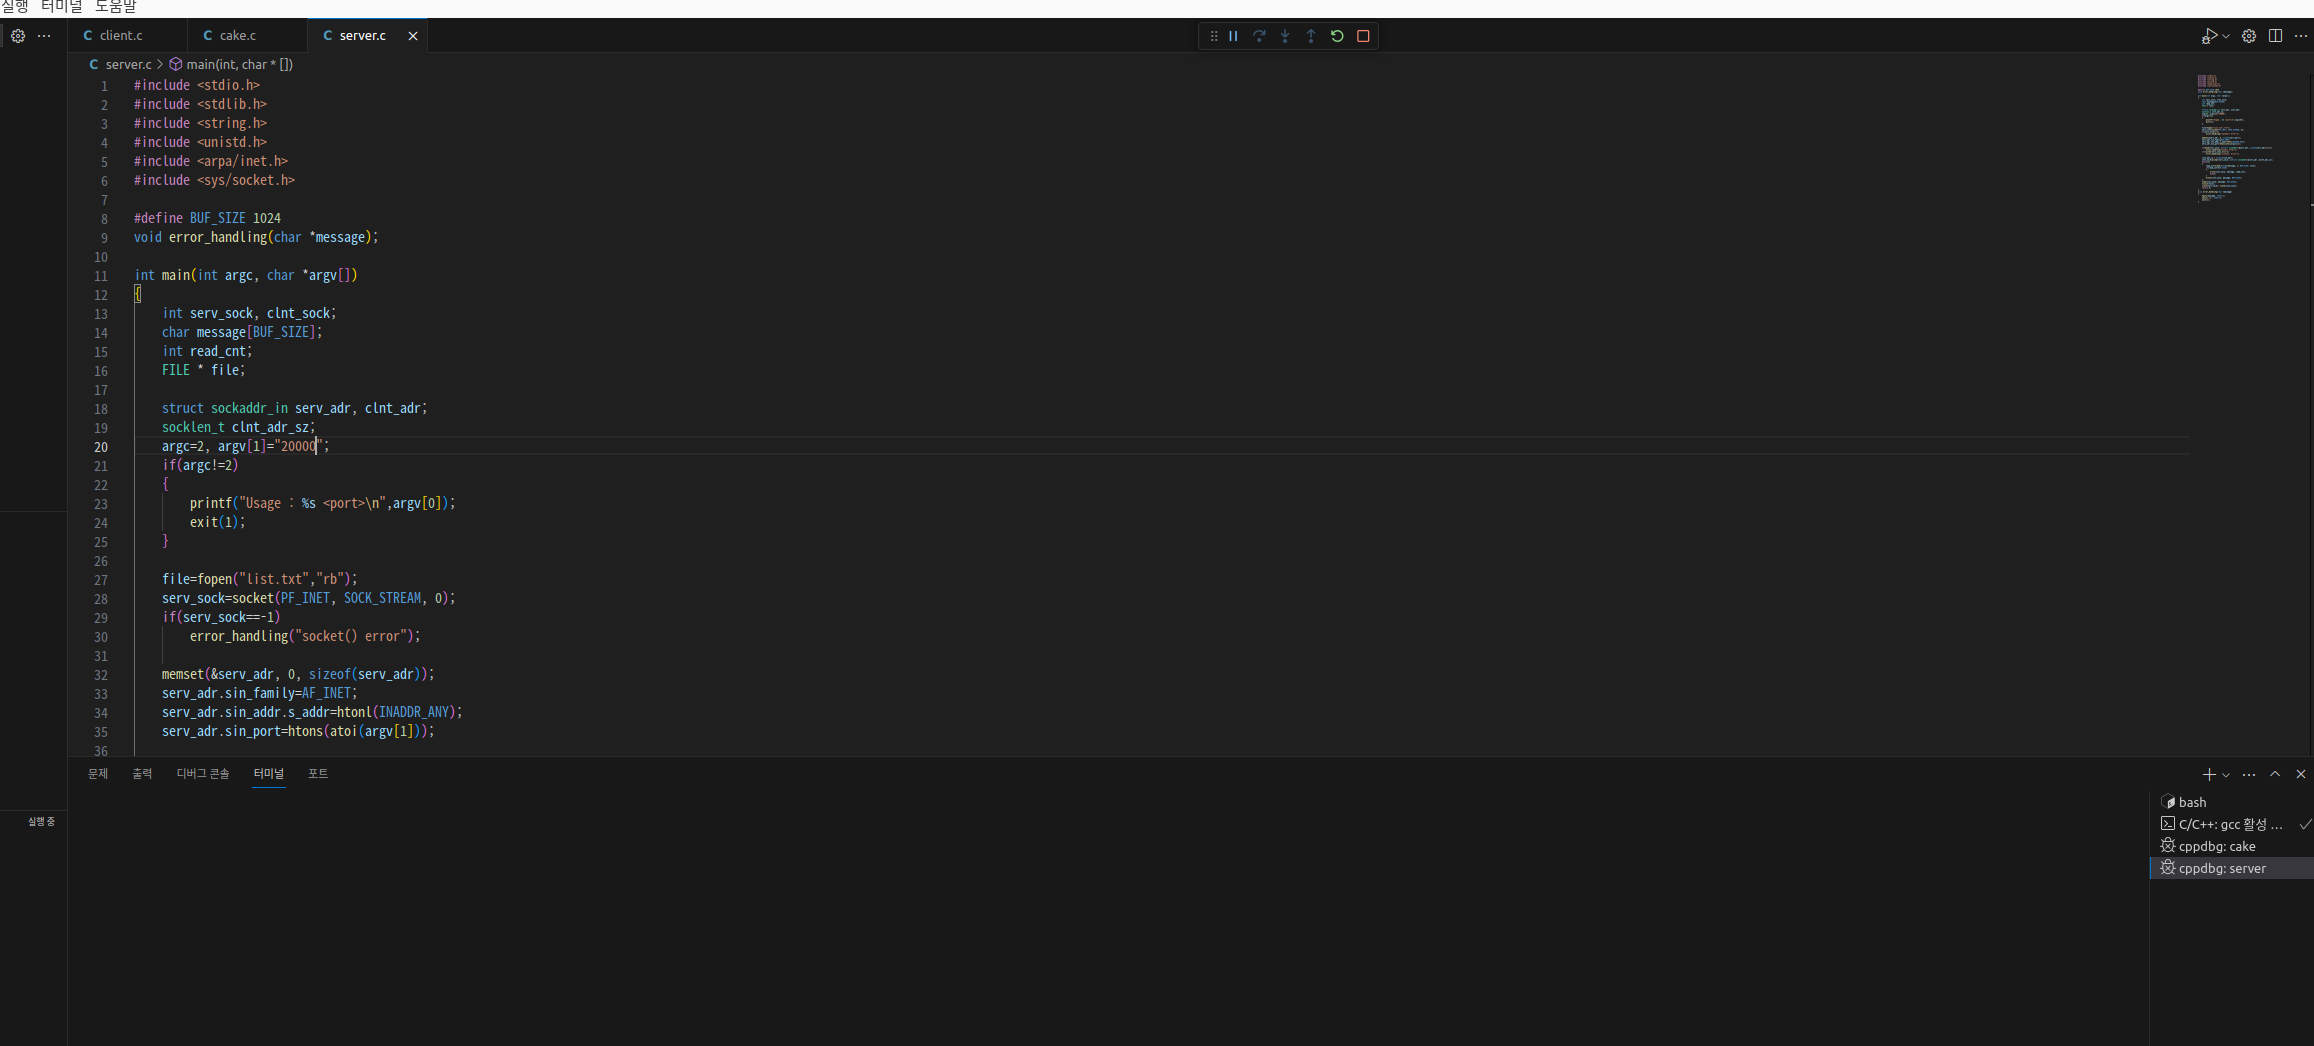 실행 터미널 도움말
client.c cake.c server.c
server.c > main(int, char * [])
1 #include <stdio.h>
2 #include <stdlib.h>
3 #include <string.h>
4 #include <unistd.h>
5 #include <arpa/inet.h>
6 #include <sys/socket.h>
7
8 #define BUF_SIZE 1024
9 void error_handling(char *message);
10
11 int main(int argc, char *argv[])
12 {
13 int serv_sock, clnt_sock;
14 char message[BUF_SIZE];
15 int read_cnt;
16 FILE * file;
17
18 struct sockaddr_in serv_adr, clnt_adr;
19 socklen_t clnt_adr_sz;
20 argc=2, argv[1]="20000";
21 if(argc!=2)
22 {
23 printf("Usage : %s <port>\n",argv[0]);
24 exit(1);
25 }
26
27 file=fopen("list.txt","rb");
28 serv_sock=socket(PF_INET, SOCK_STREAM, 0);
29 if(serv_sock==-1)
30 error_handling("socket() error");
31
32 memset(&serv_adr, 0, sizeof(serv_adr));
33 serv_adr.sin_family=AF_INET;
34 serv_adr.sin_addr.s_addr=htonl(INADDR_ANY);
35 serv_adr.sin_port=htons(atoi(argv[1]));
36
문제 출력 디버그 콘솔 터미널 포트
bash
실행 중
C/C++: gcc 활성 ...
cppdbg: cake
cppdbg: server